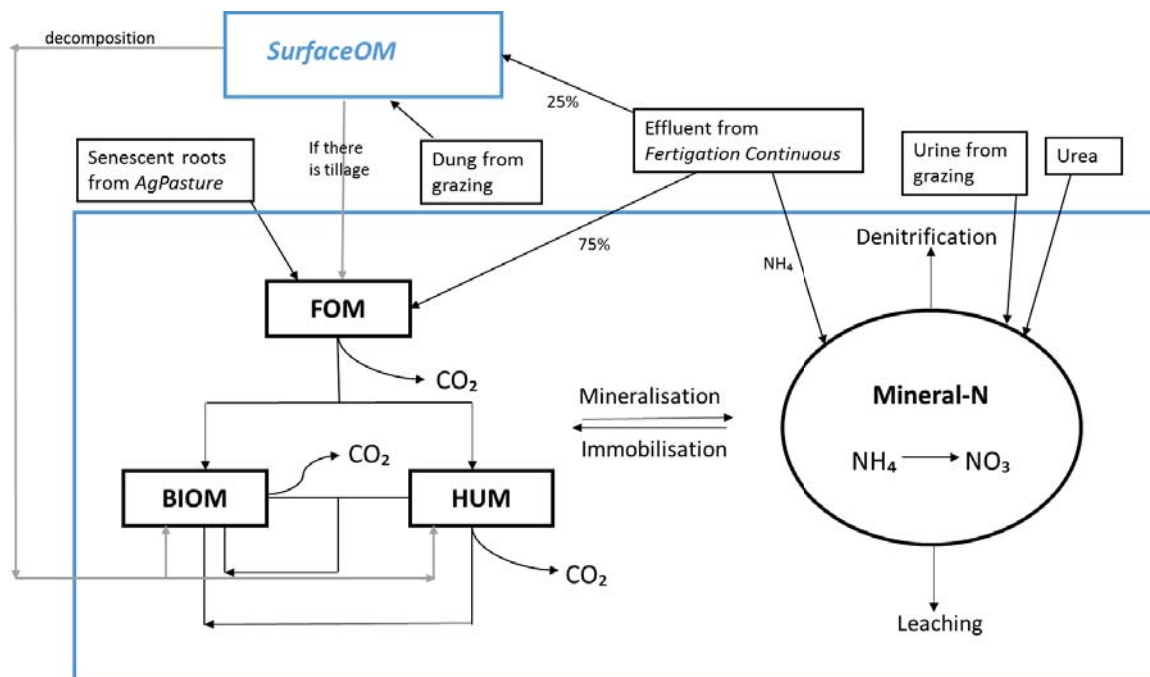 decomposition
SurfaceOM
25%
Effluent from
Fertigation Continuous
Urine from
grazing
Urea
Senescent roots
from AgPasture
If there
is tillage
Dung from
grazing
75%
NH₄
Denitrification
FOM
CO₂
Mineralisation
Immobilisation
Mineral-N
NH₄
NO₃
BIOM
CO₂
HUM
CO₂
Leaching